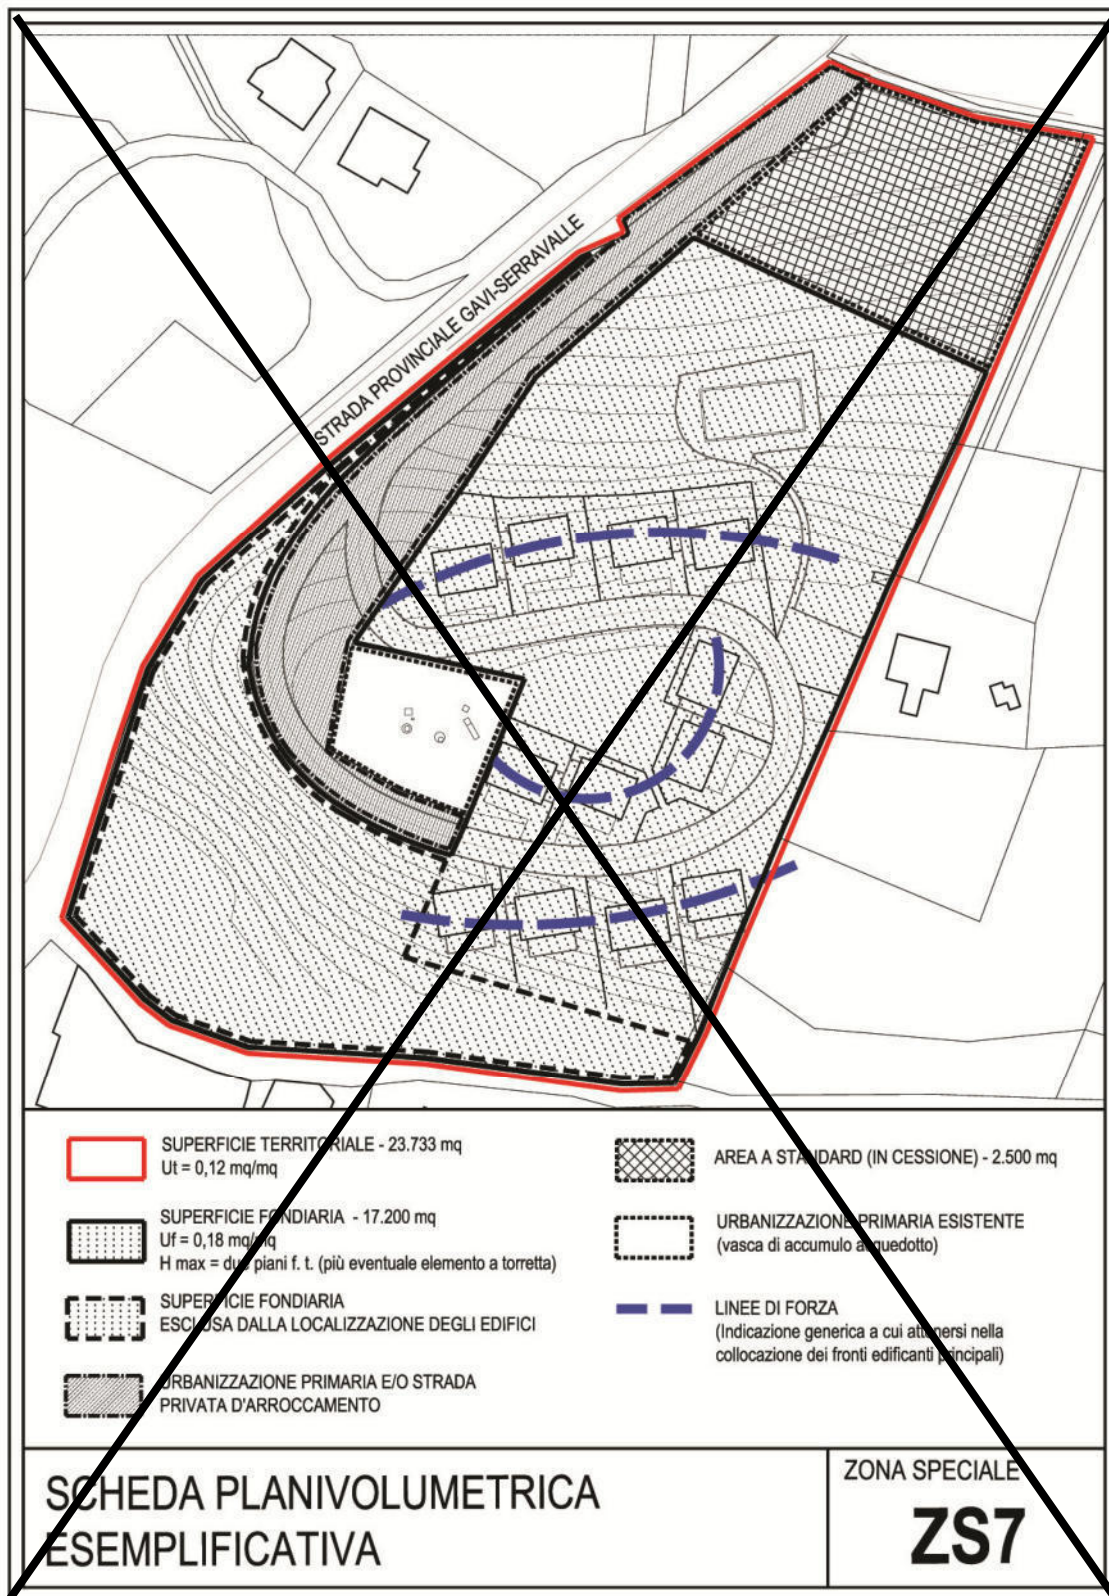 STRADA PROVINCIALE GAVI-SERRAVALLE
SUPERFICIE TERRITORIALE - 23.733 mq
Ut = 0,12 mq/mq
SUPERFICIE FONDIARIA - 17.200 mq
Uf = 0,18 mq/mq
H max = due piani f. t. (più eventuale elemento a torretta)
SUPERFICIE FONDIARIA
ESCLUSA DALLA LOCALIZZAZIONE DEGLI EDIFICI
URBANIZZAZIONE PRIMARIA E/O STRADA
PRIVATA D'ARROCCAMENTO
AREA A STANDARD (IN CESSIONE) - 2.500 mq
URBANIZZAZIONE PRIMARIA ESISTENTE
(vasca di accumulo acquedotto)
LINEE DI FORZA
(Indicazione generica a cui attenersi nella
collocazione dei fronti edificanti principali)
SCHEDA PLANIVOLUMETRICA
ESEMPLIFICATIVA
ZONA SPECIALE
ZS7